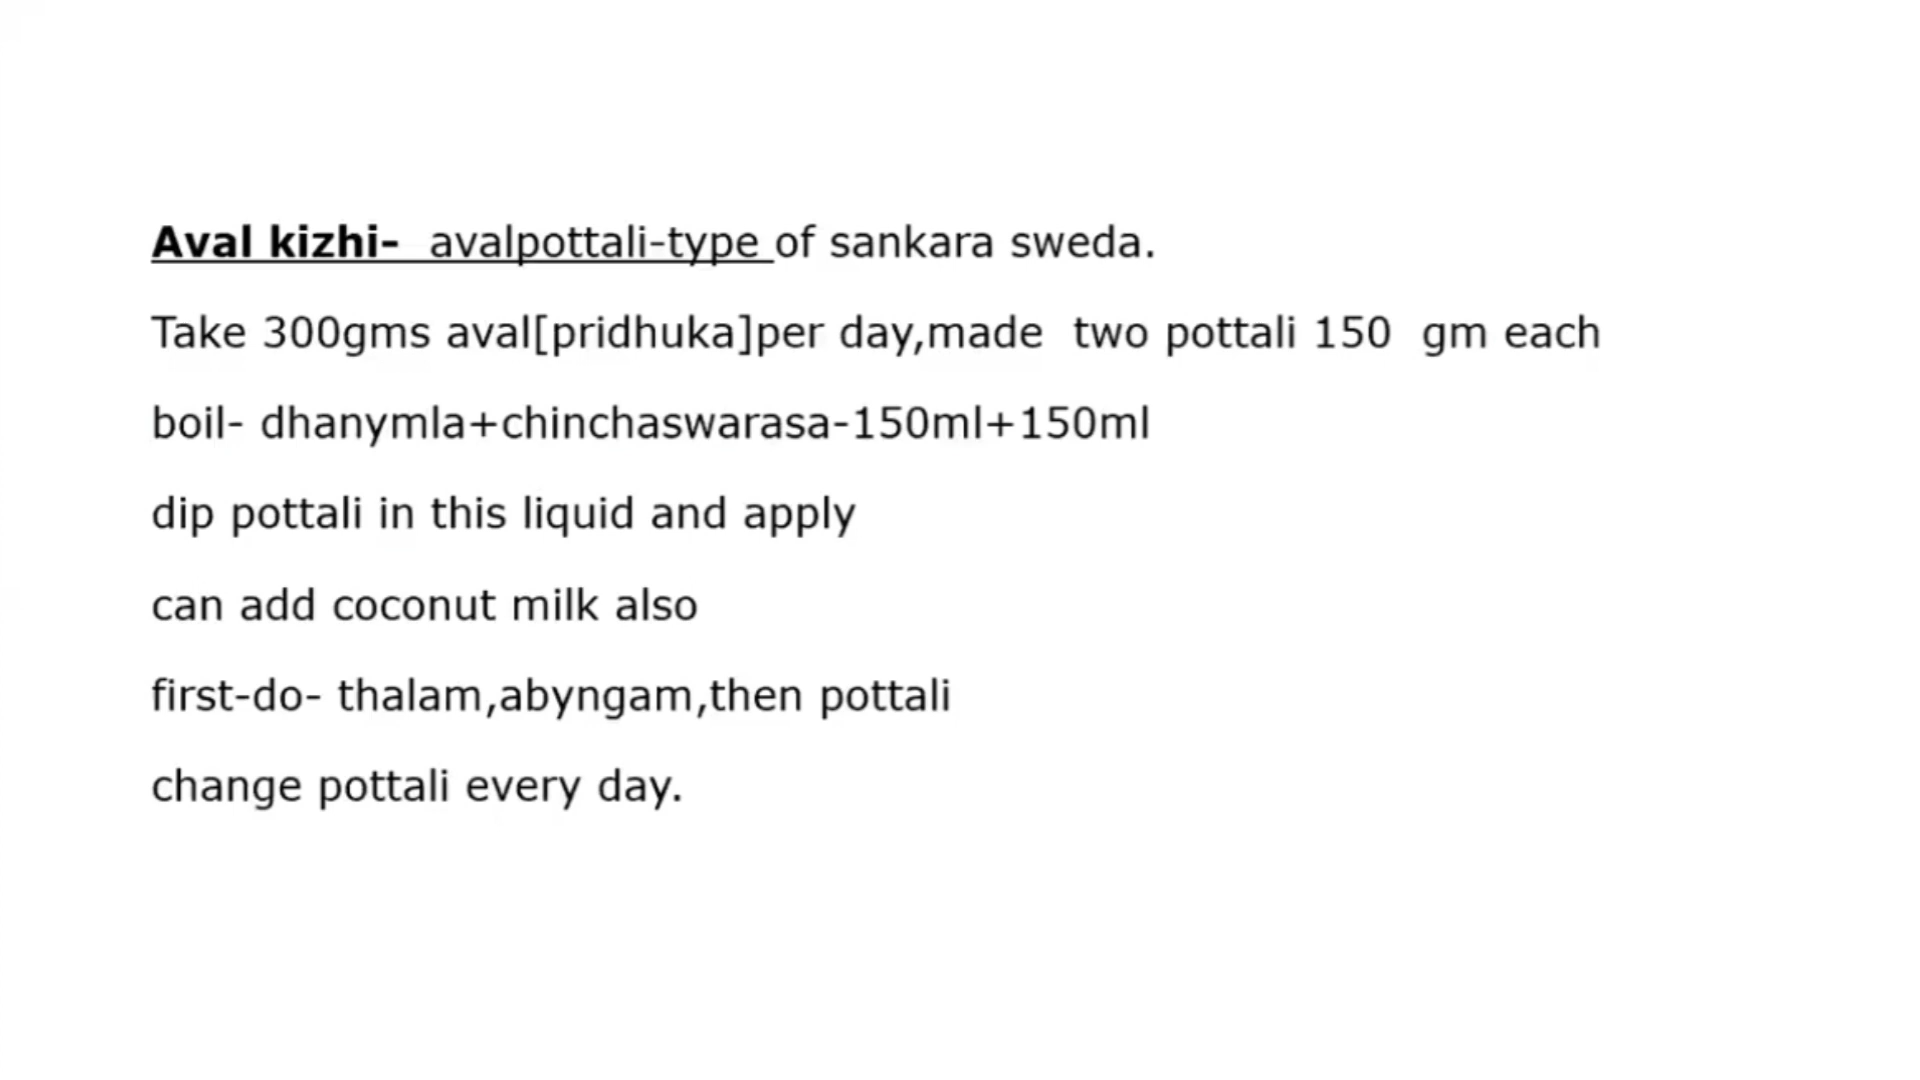 Aval kizhi-  avalpottali-type of sankara sweda.
Take 300gms aval[pridhuka]per day,made  two pottali 150  gm each
boil- dhanymla+chinchaswarasa-150ml+150ml
dip pottali in this liquid and apply
can add coconut milk also
first-do- thalam,abyngam,then pottali
change pottali every day.